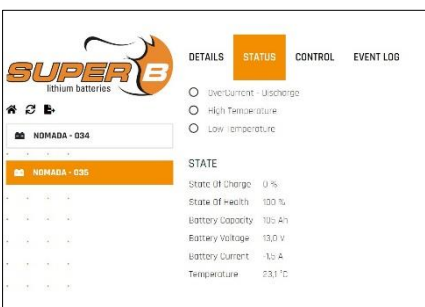 SUPER B
lithium batteries
DETAILS STATUS CONTROL EVENT LOG
OverCurrent - Discharge
High Temperature
Low Temperature
NOMADA - 034
NOMADA - 035
STATE
State Of Charge 0 %
State Of Health 100 %
Battery Capacity 105 Ah
Battery Voltage 13,0 V
Battery Current -1,5 A
Temperature 23,1 °C